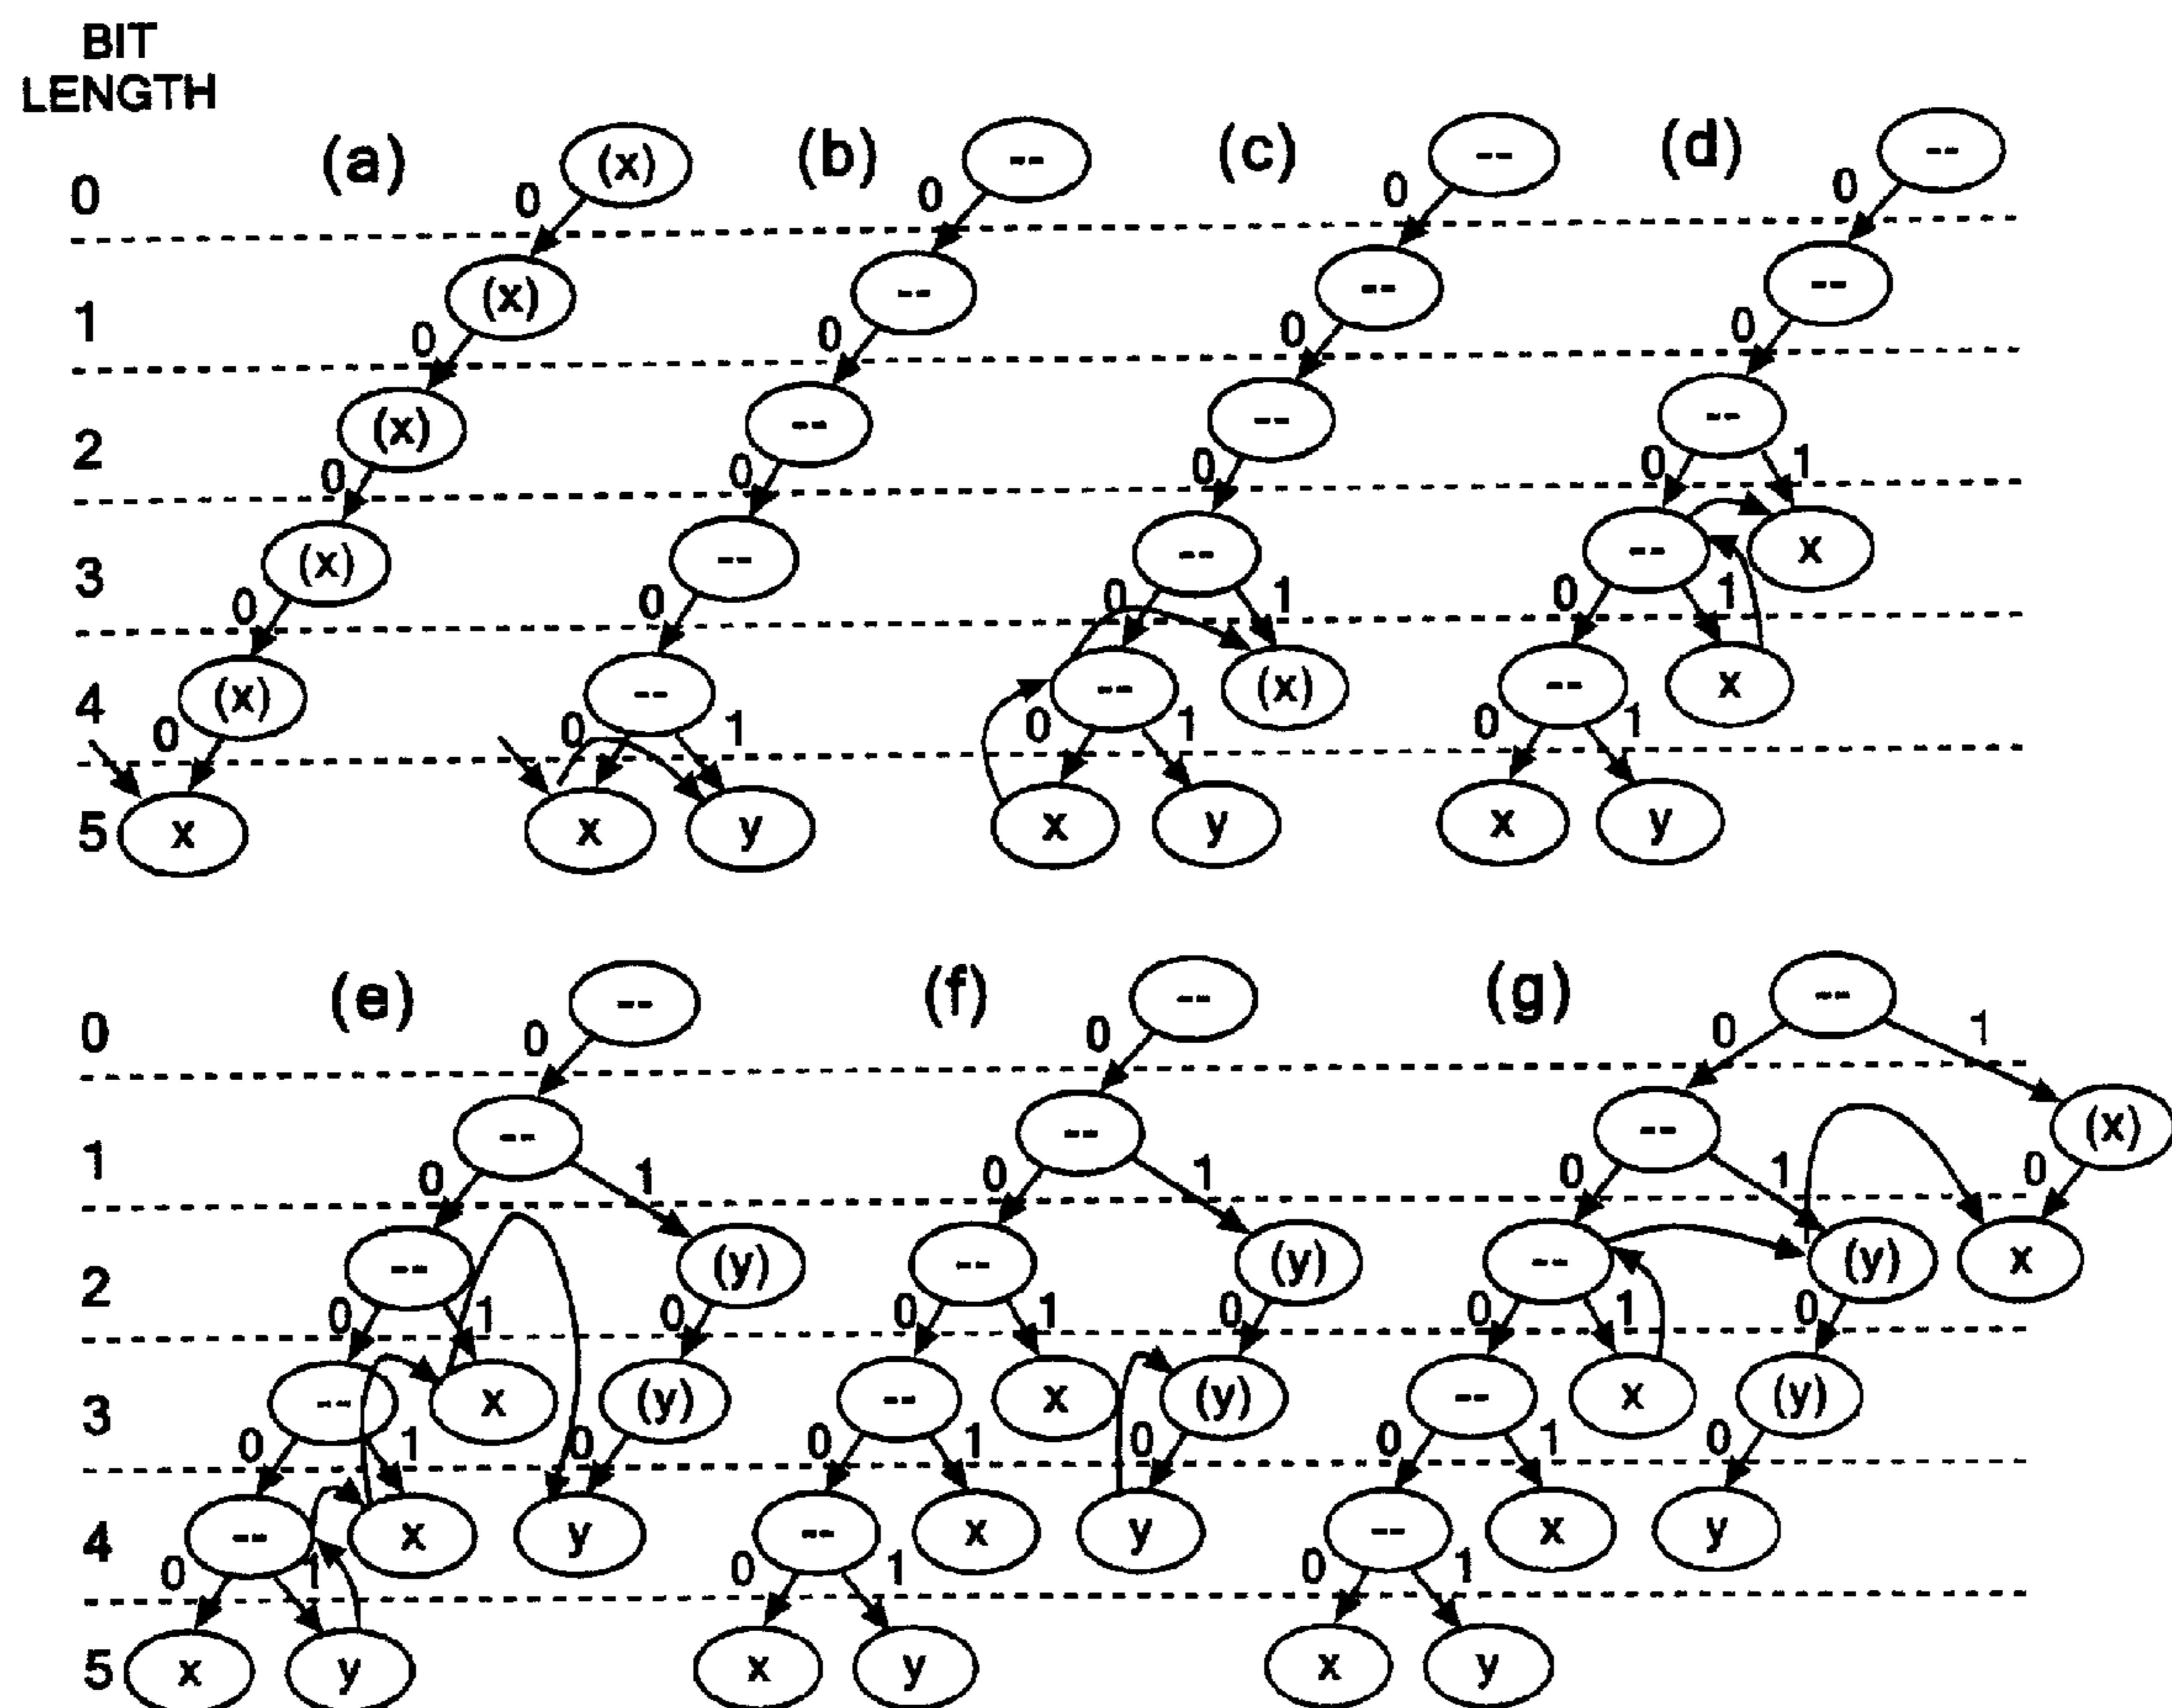 BIT
LENGTH
(a) (x) (b) -- (c) -- (d) --
0 0 0 0 0
(x) -- -- --
1 0 0 0 0
(x) -- -- --
2 0 0 0 0 1
(x) -- -- -- x
3 0 0 0 1 0 1
(x) -- -- (x) -- x
4 0 0 1 0 1 0 1
5 x x y x y x y
(e) -- (f) -- (g) --
0 0 0 0 1
-- -- -- (x)
1 0 1 0 1 0 1 0
-- (y) -- (y) -- (y) x
2 0 1 0 0 1 0 0 1 0
-- x (y) -- x (y) -- x (y)
3 0 1 0 0 1 0 0 1 0
-- x y -- x y -- x y
4 0 1 0 1 0 1
5 x y x y x y